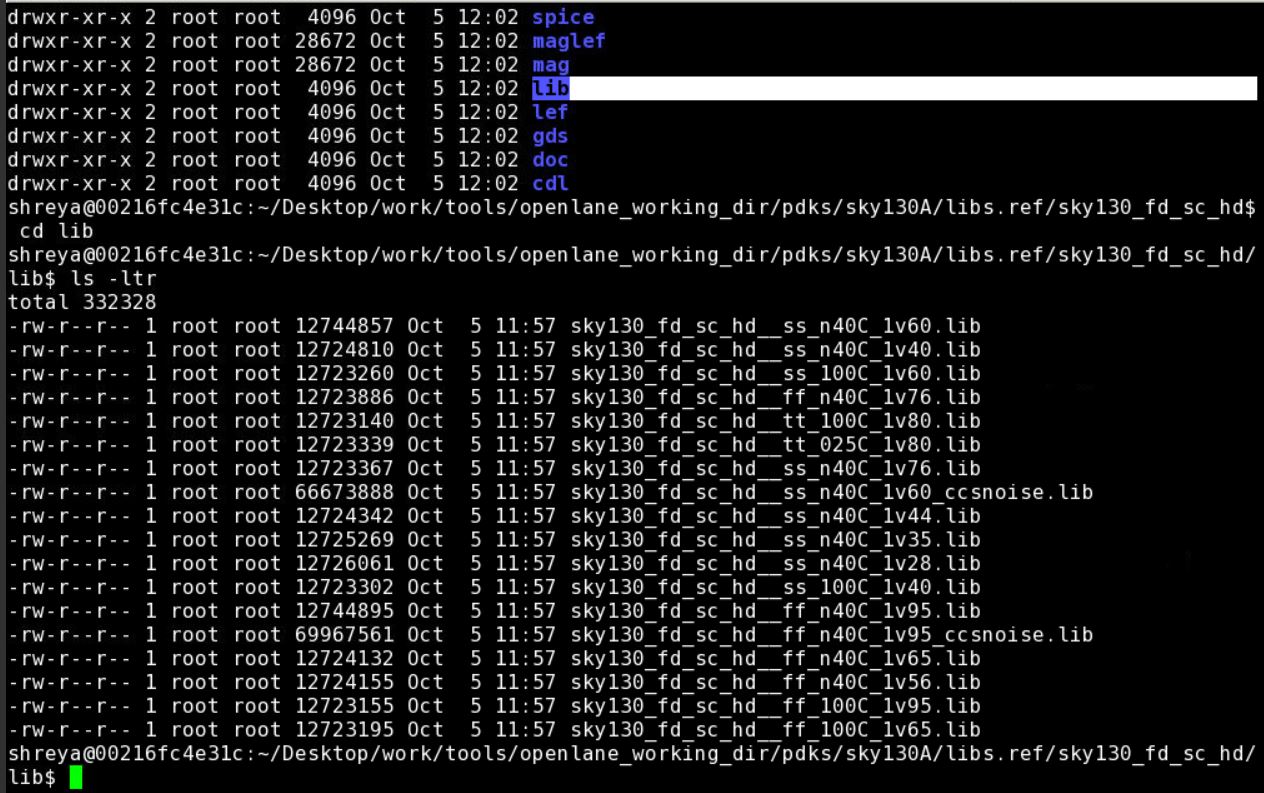 drwxr-xr-x 2 root root  4096 Oct  5 12:02 spice
drwxr-xr-x 2 root root 28672 Oct  5 12:02 maglef
drwxr-xr-x 2 root root 28672 Oct  5 12:02 mag
drwxr-xr-x 2 root root  4096 Oct  5 12:02 lib
drwxr-xr-x 2 root root  4096 Oct  5 12:02 lef
drwxr-xr-x 2 root root  4096 Oct  5 12:02 gds
drwxr-xr-x 2 root root  4096 Oct  5 12:02 doc
drwxr-xr-x 2 root root  4096 Oct  5 12:02 cdl
shreya@00216fc4e31c:~/Desktop/work/tools/openlane_working_dir/pdks/sky130A/libs.ref/sky130_fd_sc_hd$
 cd lib
shreya@00216fc4e31c:~/Desktop/work/tools/openlane_working_dir/pdks/sky130A/libs.ref/sky130_fd_sc_hd/
lib$ ls -ltr
total 332328
-rw-r--r-- 1 root root 12744857 Oct  5 11:57 sky130_fd_sc_hd__ss_n40C_1v60.lib
-rw-r--r-- 1 root root 12724810 Oct  5 11:57 sky130_fd_sc_hd__ss_n40C_1v40.lib
-rw-r--r-- 1 root root 12723260 Oct  5 11:57 sky130_fd_sc_hd__ss_100C_1v60.lib
-rw-r--r-- 1 root root 12723886 Oct  5 11:57 sky130_fd_sc_hd__ff_n40C_1v76.lib
-rw-r--r-- 1 root root 12723140 Oct  5 11:57 sky130_fd_sc_hd__tt_100C_1v80.lib
-rw-r--r-- 1 root root 12723339 Oct  5 11:57 sky130_fd_sc_hd__tt_025C_1v80.lib
-rw-r--r-- 1 root root 12723367 Oct  5 11:57 sky130_fd_sc_hd__ss_n40C_1v76.lib
-rw-r--r-- 1 root root 66673888 Oct  5 11:57 sky130_fd_sc_hd__ss_n40C_1v60_ccsnoise.lib
-rw-r--r-- 1 root root 12724342 Oct  5 11:57 sky130_fd_sc_hd__ss_n40C_1v44.lib
-rw-r--r-- 1 root root 12725269 Oct  5 11:57 sky130_fd_sc_hd__ss_n40C_1v35.lib
-rw-r--r-- 1 root root 12726061 Oct  5 11:57 sky130_fd_sc_hd__ss_n40C_1v28.lib
-rw-r--r-- 1 root root 12723302 Oct  5 11:57 sky130_fd_sc_hd__ss_100C_1v40.lib
-rw-r--r-- 1 root root 12744895 Oct  5 11:57 sky130_fd_sc_hd__ff_n40C_1v95.lib
-rw-r--r-- 1 root root 69967561 Oct  5 11:57 sky130_fd_sc_hd__ff_n40C_1v95_ccsnoise.lib
-rw-r--r-- 1 root root 12724132 Oct  5 11:57 sky130_fd_sc_hd__ff_n40C_1v65.lib
-rw-r--r-- 1 root root 12724155 Oct  5 11:57 sky130_fd_sc_hd__ff_n40C_1v56.lib
-rw-r--r-- 1 root root 12723155 Oct  5 11:57 sky130_fd_sc_hd__ff_100C_1v95.lib
-rw-r--r-- 1 root root 12723195 Oct  5 11:57 sky130_fd_sc_hd__ff_100C_1v65.lib
shreya@00216fc4e31c:~/Desktop/work/tools/openlane_working_dir/pdks/sky130A/libs.ref/sky130_fd_sc_hd/
lib$